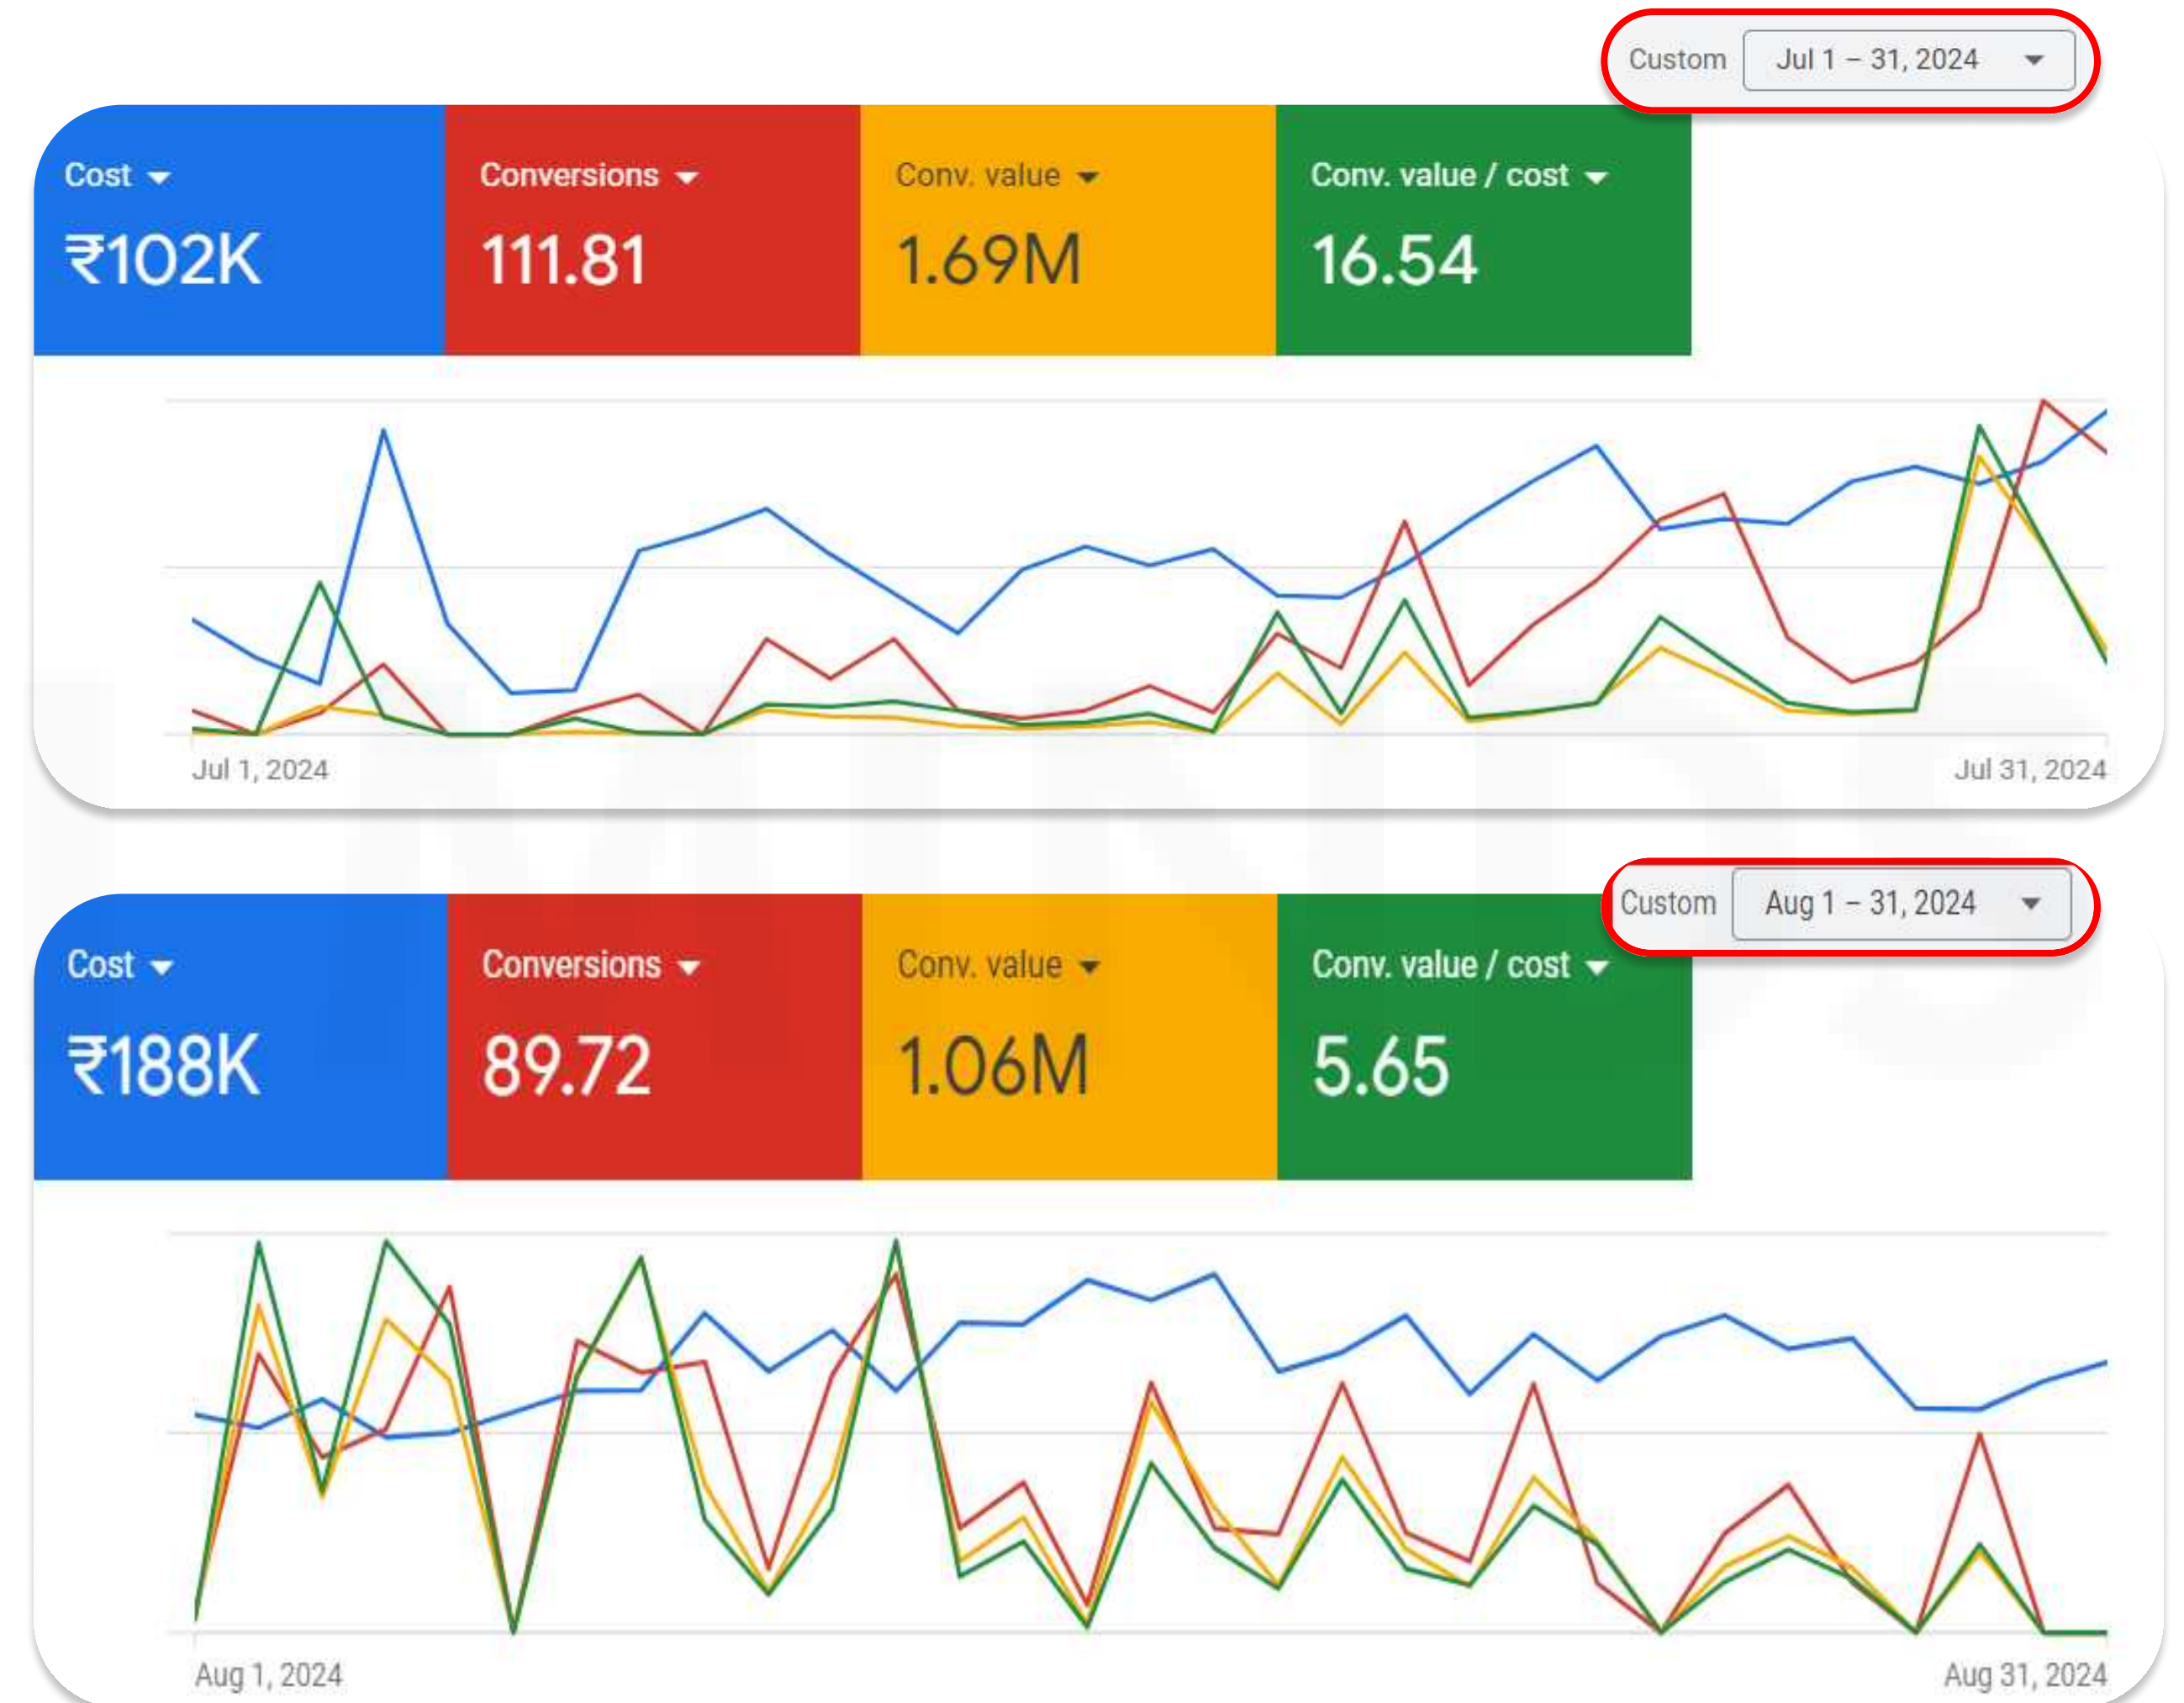 Custom Jul 1 – 31, 2024
Cost Conversions Conv. value Conv. value / cost
₹102K 111.81 1.69M 16.54
Jul 1, 2024 Jul 31, 2024
Custom Aug 1 – 31, 2024
Cost Conversions Conv. value Conv. value / cost
₹188K 89.72 1.06M 5.65
Aug 1, 2024 Aug 31, 2024